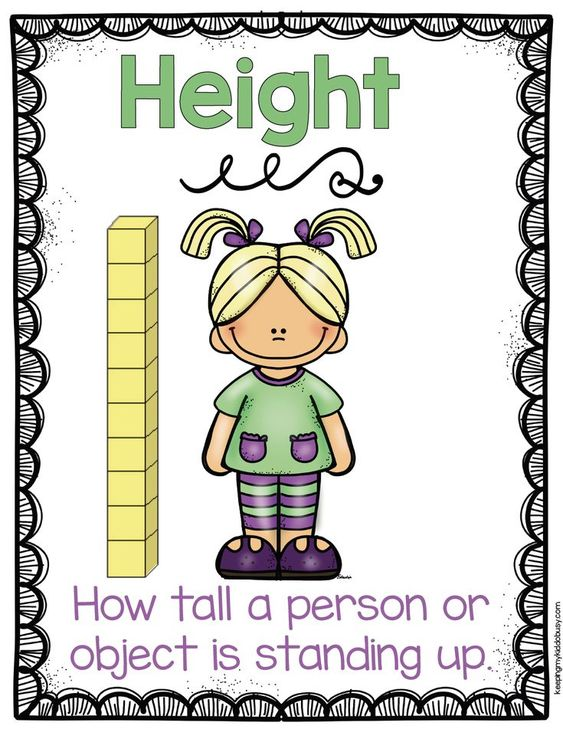 Height
How tall a person or
object is standing up.
keepingmykiddobusy.com